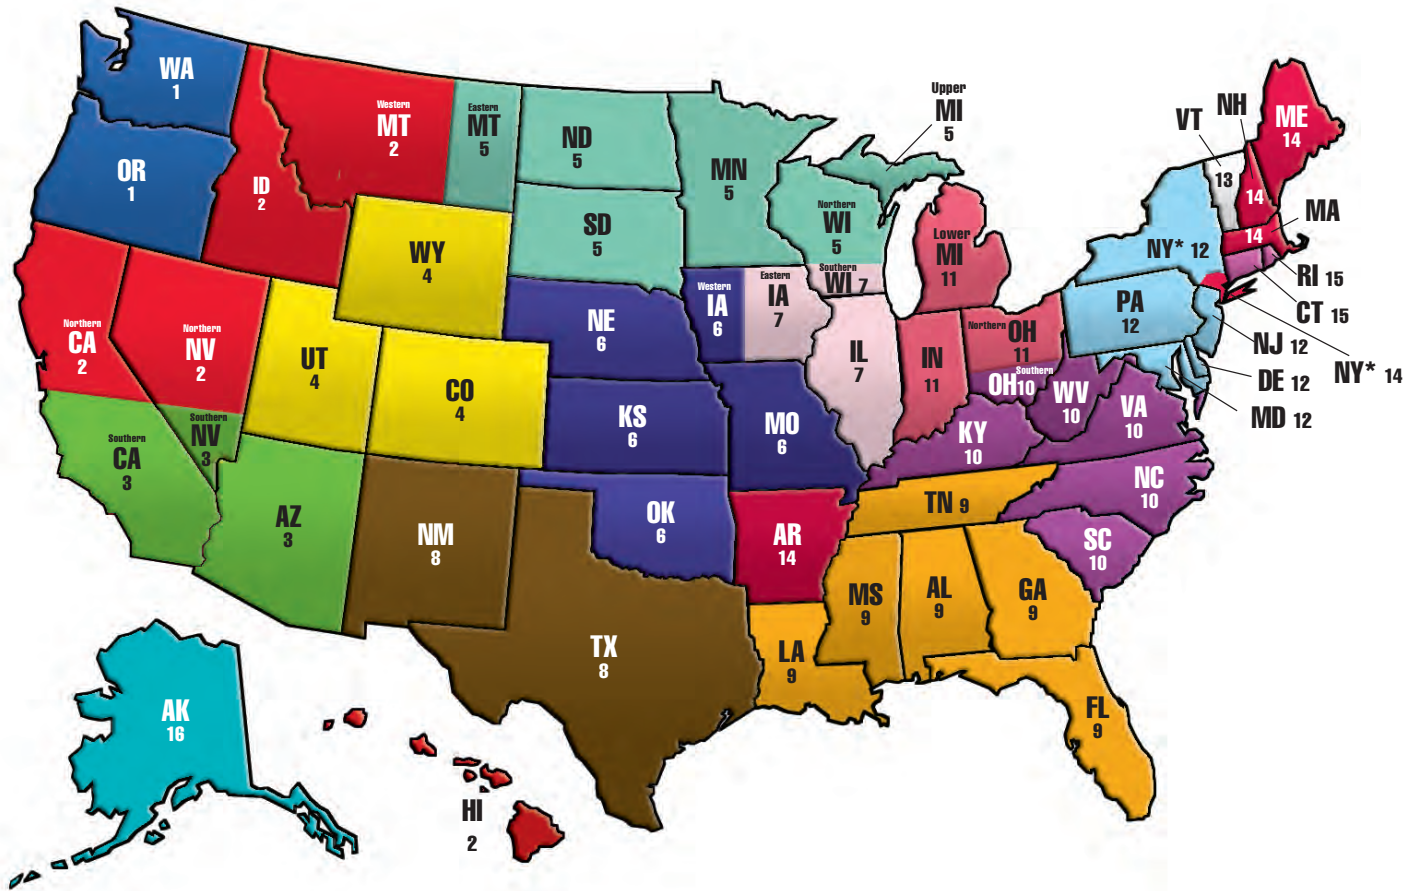 WA
1
OR
1
ID
2
Western
MT
2
Eastern
MT
5
ND
5
SD
5
MN
5
Upper
MI
5
Northern
WI
5
Southern
WI 7
Lower
MI
11
VT
13
NH
14
ME
14
MA
14
NY* 12
RI 15
CT 15
NY* 14
PA
12
NJ 12
DE 12
MD 12
WY
4
Northern
CA
2
Northern
NV
2
UT
4
CO
4
NE
6
Western
IA
6
Eastern
IA
7
IL
7
IN
11
Northern OH
11
Southern
OH10
WV
10
VA
10
KY
10
NC
10
SC
10
TN 9
Southern
CA
3
Southern
NV
3
AZ
3
NM
8
KS
6
MO
6
OK
6
AR
14
TX
8
LA
9
MS
9
AL
9
GA
9
FL
9
AK
16
HI
2